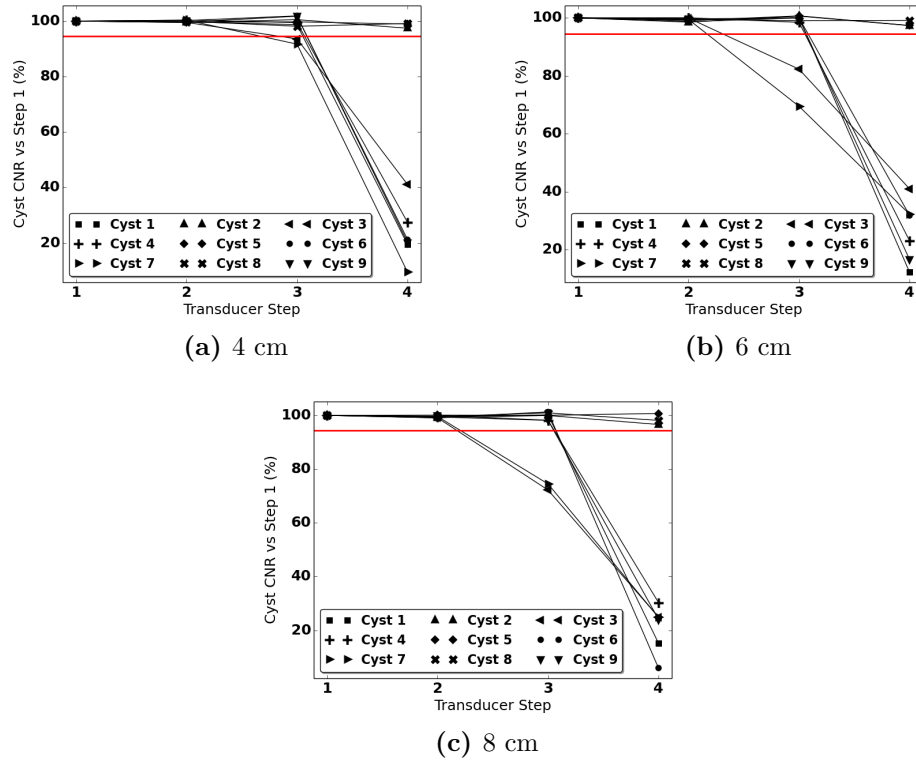 100
80
60
40
20
Cyst CNR vs Step 1 (%)
Cyst 1 Cyst 2 Cyst 3
Cyst 4 Cyst 5 Cyst 6
Cyst 7 Cyst 8 Cyst 9
1 2 3 4
Transducer Step
(a) 4 cm
100
80
60
40
20
Cyst CNR vs Step 1 (%)
Cyst 1 Cyst 2 Cyst 3
Cyst 4 Cyst 5 Cyst 6
Cyst 7 Cyst 8 Cyst 9
1 2 3 4
Transducer Step
(b) 6 cm
100
80
60
40
20
Cyst CNR vs Step 1 (%)
Cyst 1 Cyst 2 Cyst 3
Cyst 4 Cyst 5 Cyst 6
Cyst 7 Cyst 8 Cyst 9
1 2 3 4
Transducer Step
(c) 8 cm